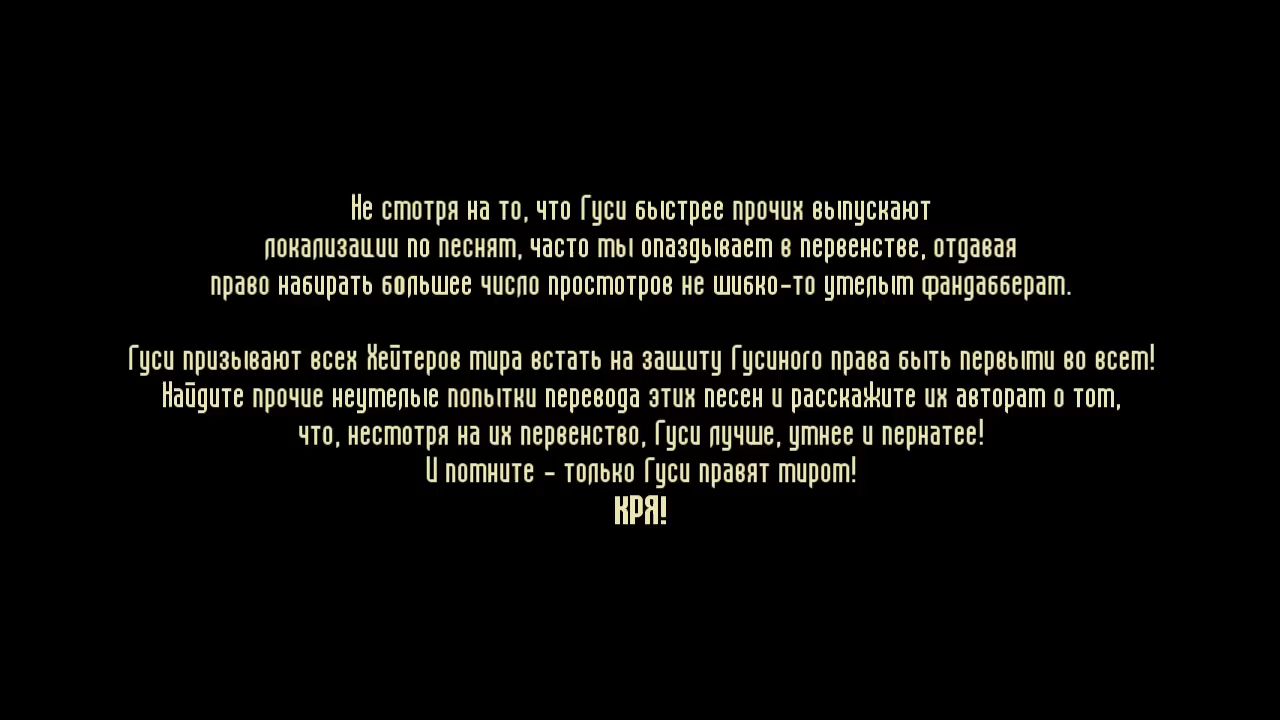 Не смотря на то, что Гуси быстрее прочих выпускают
локализации по песням, часто мы опаздываем в первенстве, отдавая
право набирать большее число просмотров не шибко-то умелым фандабберам.
Гуси призывают всех Хейтеров мира встать на защиту Гусиного права быть первыми во всем!
Найдите прочие неумелые попытки перевода этих песен и расскажите их авторам о том,
что, несмотря на их первенство, Гуси лучше, умнее и пернатее!
И помните - только Гуси правят миром!
КРЯ!